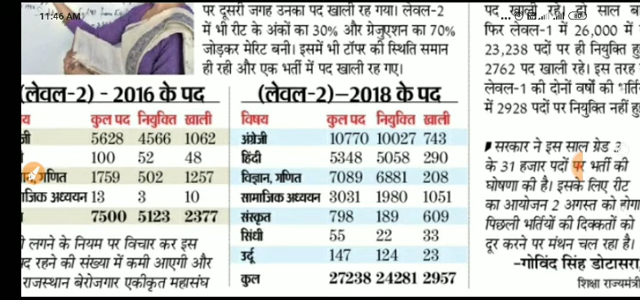 11:46 AM
पर दूसरी जगह उनका पद खाली रह गया। लेवल-2
में भी रीट के अंकों का 30% और ग्रेजुएशन का 70%
जोड़कर मेरिट बनी। इसमें भी टॉपर की स्थिति समान
ही रही और एक भर्ती में पद खाली रह गए।
(लेवल-2) - 2016 के पद
य कुल पद नियुक्ति खाली
जी 5628 4566 1062
100 52 48
गणित 1759 502 1257
जिक अध्ययन 13 3 10
7500 5123 2377
लगने के नियम पर विचार कर इस
द रहने की संख्या में कमी आएगी और
राजस्थान बेरोजगार एकीकृत महासंघ
(लेवल-2)—2018 के पद
विषय कुल पद नियुक्ति खाली
अंग्रेजी 10770 10027 743
हिंदी 5348 5058 290
विज्ञान, गणित 7089 6881 208
सामाजिक अध्ययन 3031 1980 1051
संस्कृत 798 189 609
सिंधी 55 22 33
उर्दू 147 124 23
कुल 27238 24281 2957
पद खाली रहे। दो साल
फिर लेवल-1 में 26,000 में
23,238 पदों पर ही नियुक्ति हु
2762 पद खाली रहे। इस तरह
लेवल-1 की दोनों वर्षों की भर्ति
में 2928 पदों पर नियुक्ति नहीं हु
सरकार ने इस साल ग्रेड 3
के 31 हजार पदों पर भर्ती की
घोषणा की है। इसके लिए रीट
का आयोजन 2 अगस्त को होगा
पिछली भर्तियों की दिक्कतों को
दूर करने पर मंथन चल रहा है।
-गोविंद सिंह डोटासरा
शिक्षा राज्यमंत्री